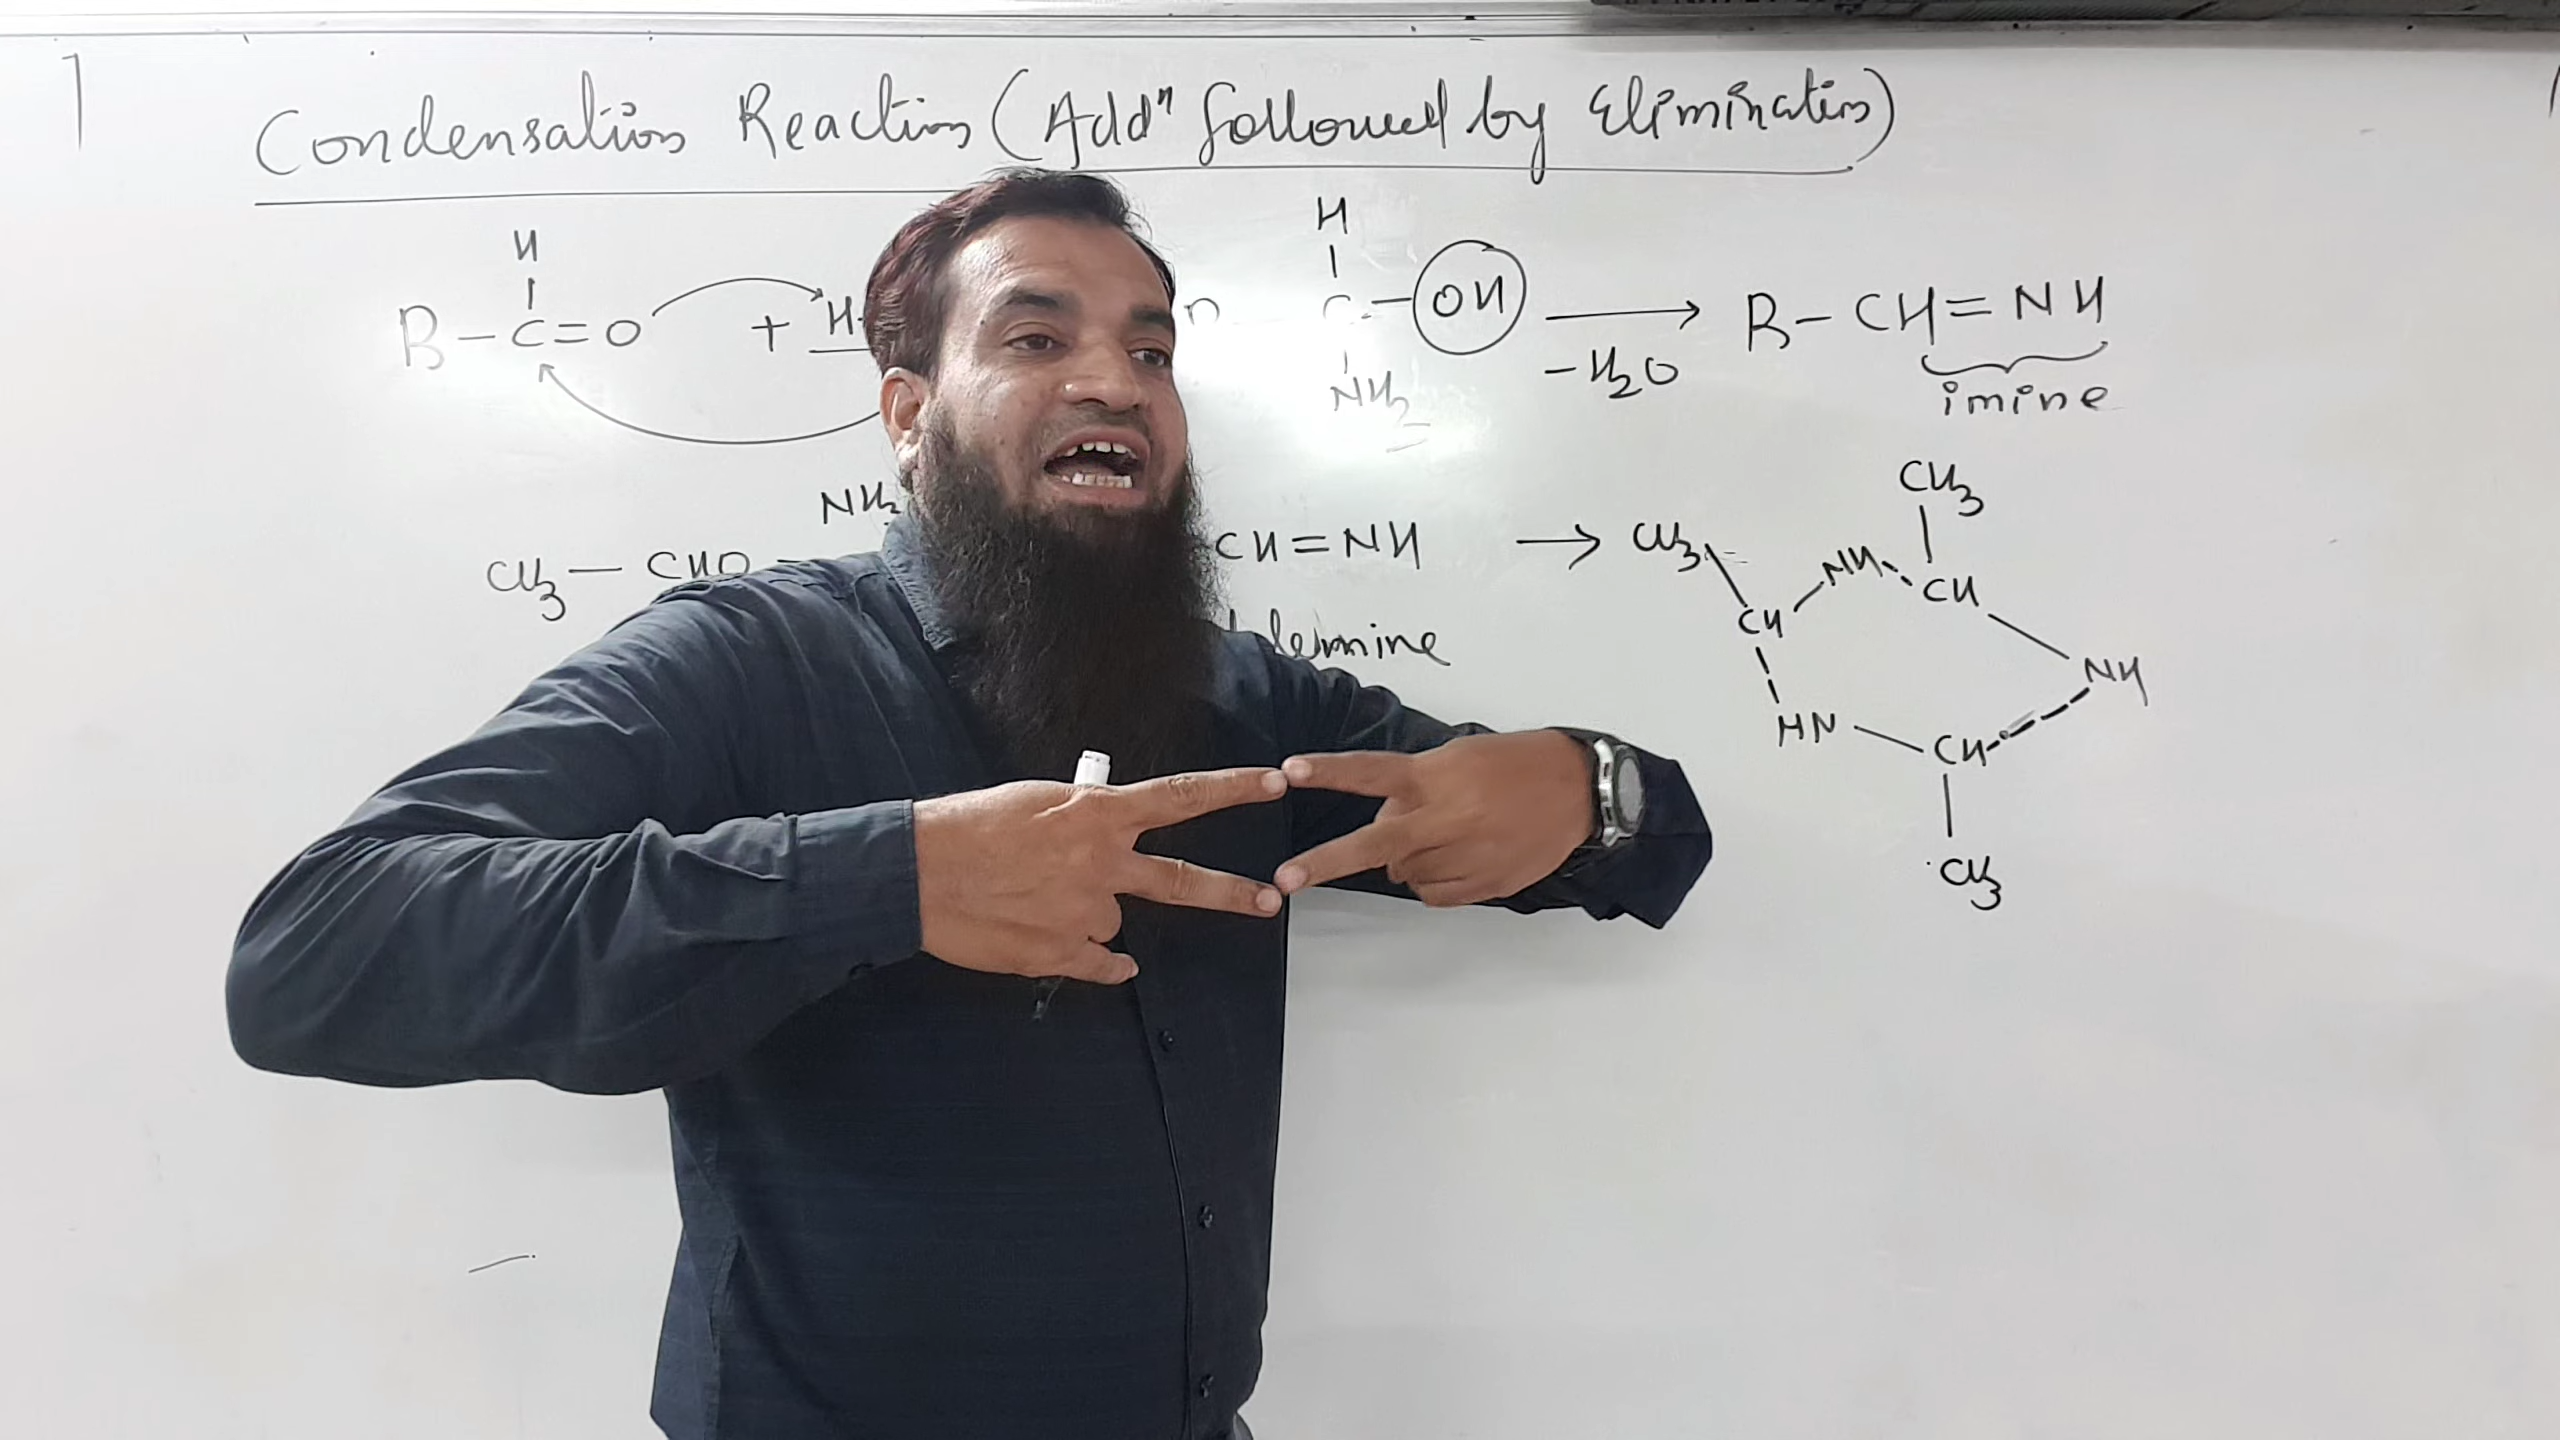 Condensation Reaction (Addn followed by Elimination)
H
R–C=O + H-
H
C–OH
NH2
–H2O
R–CH=NH
imine
CH3–CHO
NH2
CH=NH
CH3
CH
NH
CH
CH3
NH
HN
CH
CH3